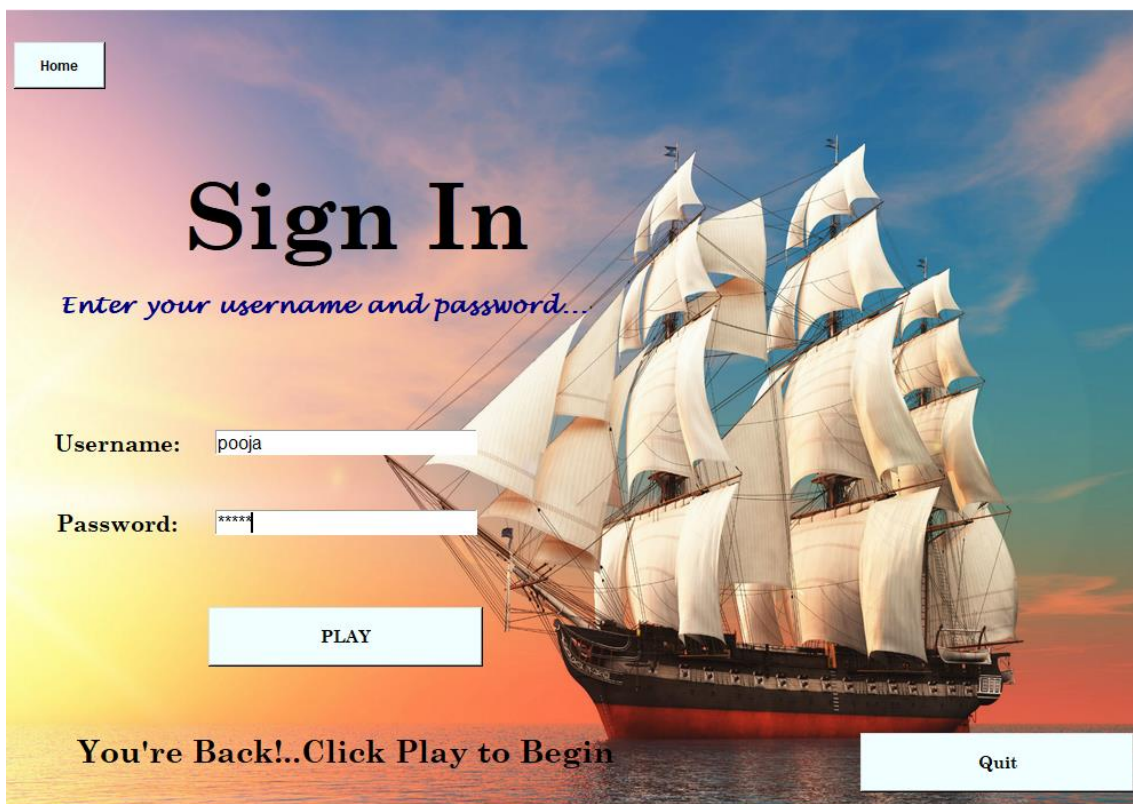 Home
Sign In
Enter your username and password...
Username: pooja
Password: *****
PLAY
You're Back!..Click Play to Begin
Quit